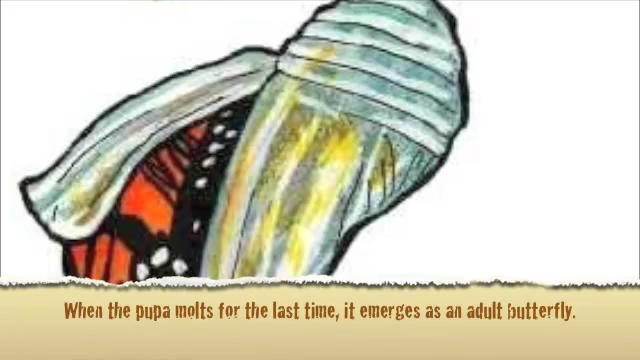 When the pupa molts for the last time, it emerges as an adult butterfly.